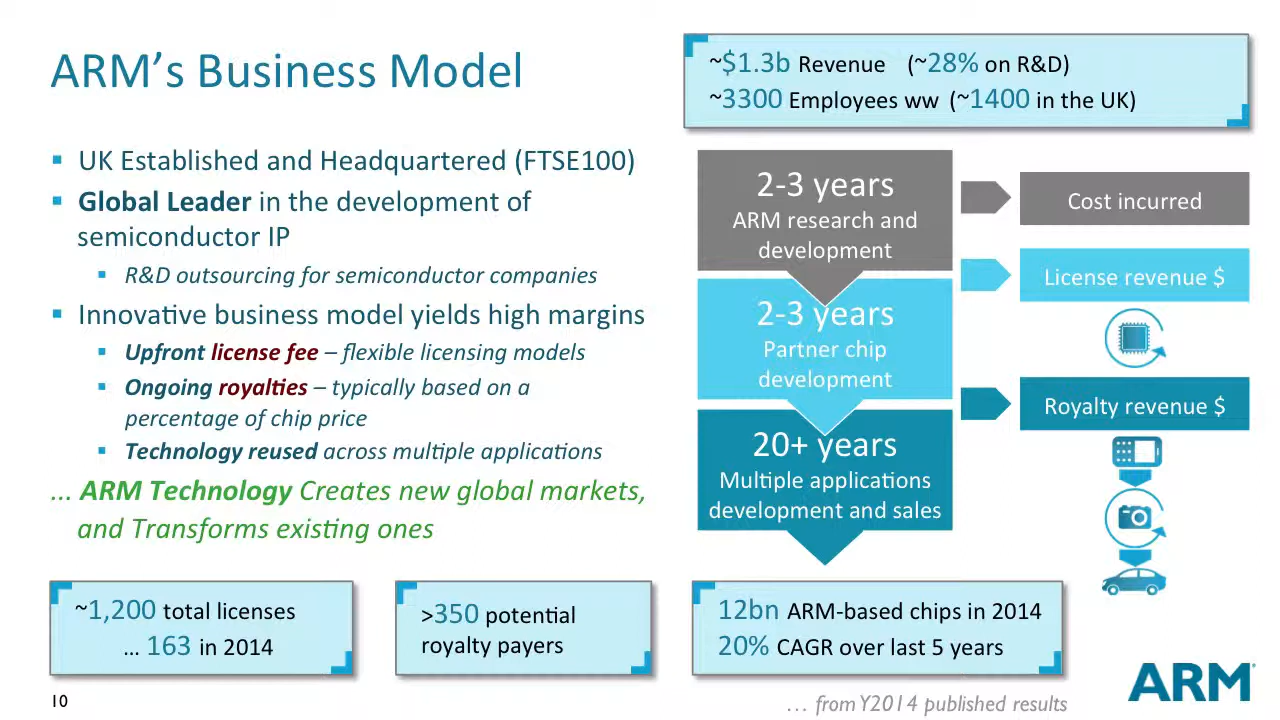 ARM’s Business Model
~$1.3b Revenue (~28% on R&D)
~3300 Employees ww (~1400 in the UK)
▪ UK Established and Headquartered (FTSE100)
▪ Global Leader in the development of
semiconductor IP
▪ R&D outsourcing for semiconductor companies
▪ Innovative business model yields high margins
▪ Upfront license fee – flexible licensing models
▪ Ongoing royalties – typically based on a
percentage of chip price
▪ Technology reused across multiple applications
... ARM Technology Creates new global markets,
and Transforms existing ones
2-3 years
ARM research and
development
Cost incurred
2-3 years
Partner chip
development
License revenue $
20+ years
Multiple applications
development and sales
Royalty revenue $
~1,200 total licenses
... 163 in 2014
>350 potential
royalty payers
12bn ARM-based chips in 2014
20% CAGR over last 5 years
10
... from Y2014 published results
ARM